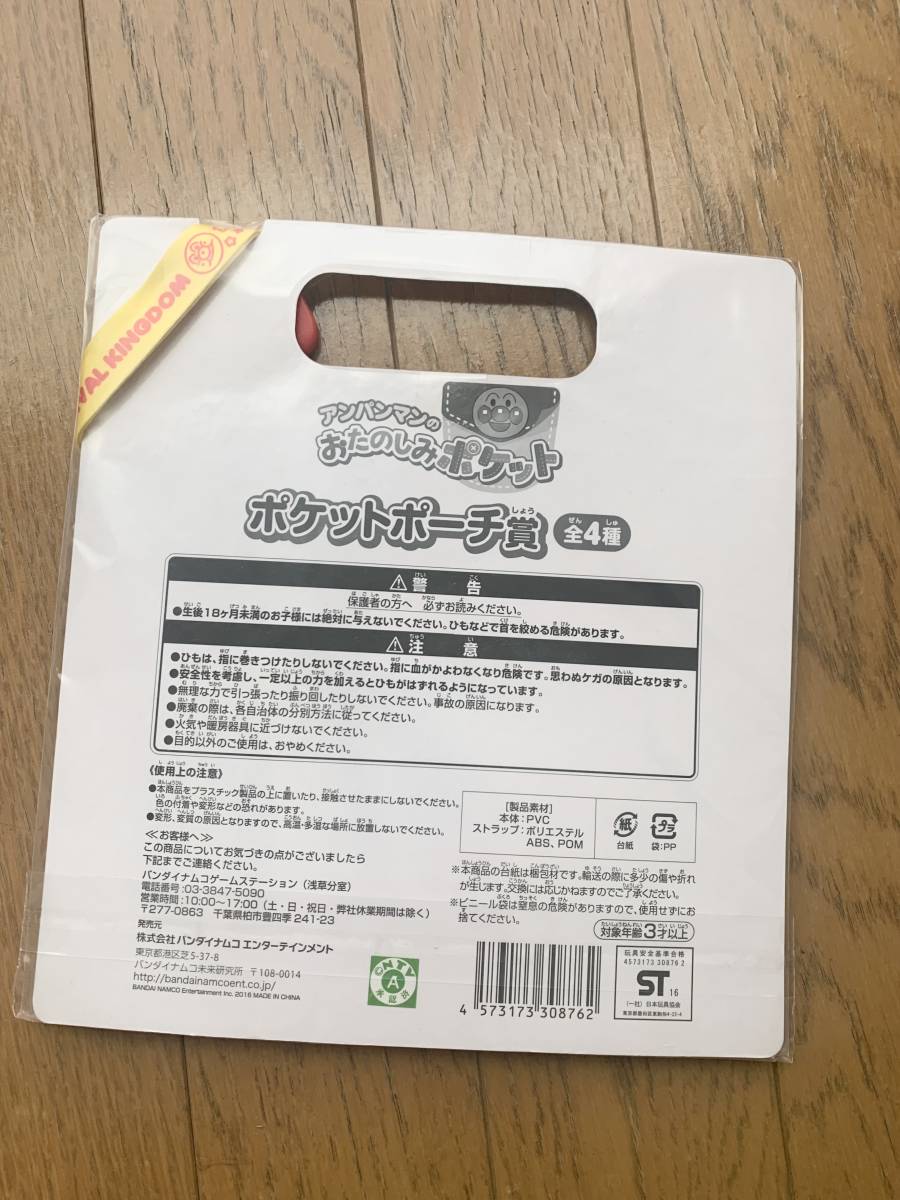 VAL KINGDOM
アンパンマンの
おたのしみポケット
ポケットポーチ賞 全4種
⚠警告
保護者の方へ 必ずお読みください。
●生後18ヶ月未満のお子様には絶対に与えないでください。ひもなどで首を絞める危険があります。
⚠注意
●ひもは、指に巻きつけたりしないでください。指に血がかよわなくなり危険です。思わぬケガの原因となります。
●安全性を考慮し、一定以上の力を加えるとひもがはずれるようになっています。
●無理な力で引っ張ったり振り回したりしないでください。事故の原因になります。
●廃棄の際は、各自治体の分別方法に従ってください。
●火気や暖房器具に近づけないでください。
●目的以外のご使用は、おやめください。
《使用上の注意》
●本商品をプラスチック製品の上に置いたり、接触させたままにしないでください。
色の付着や変形などの恐れがあります。
●変形、変質の原因となりますので、高温・多湿な場所に放置しないでください。
≪お客様へ≫
この商品についてお気づきの点がございましたら
下記までご連絡ください。
バンダイナムコゲームステーション(浅草分室)
電話番号:03-3847-5090
営業時間:10:00〜17:00(土・日・祝日・弊社休業期間は除く)
〒277-0863 千葉県柏市豊四季241-23
発売元
株式会社バンダイナムコエンターテインメント
東京都港区芝5-37-8
バンダイナムコ未来研究所 〒108-0014
http://bandainamcoent.co.jp/
BANDAI NAMCO Entertainment Inc. 2016 MADE IN CHINA
[製品素材]
本体:PVC
ストラップ:ポリエステル
ABS、POM
紙
台紙
プラ
袋:PP
※本商品の台紙は梱包材です。輸送の際に多少の傷や折れ
が生じます。交換には応じかねますのでご了承ください。
※ビニール袋は窒息の危険がありますので、使用せずにお
捨てください。
対象年齢3才以上
©NTV
A
承認済
4 573173 308762
玩具安全基準合格
4573173 30876 2
ST 16
(一社)日本玩具協会
東京都墨田区東駒形4-22-4